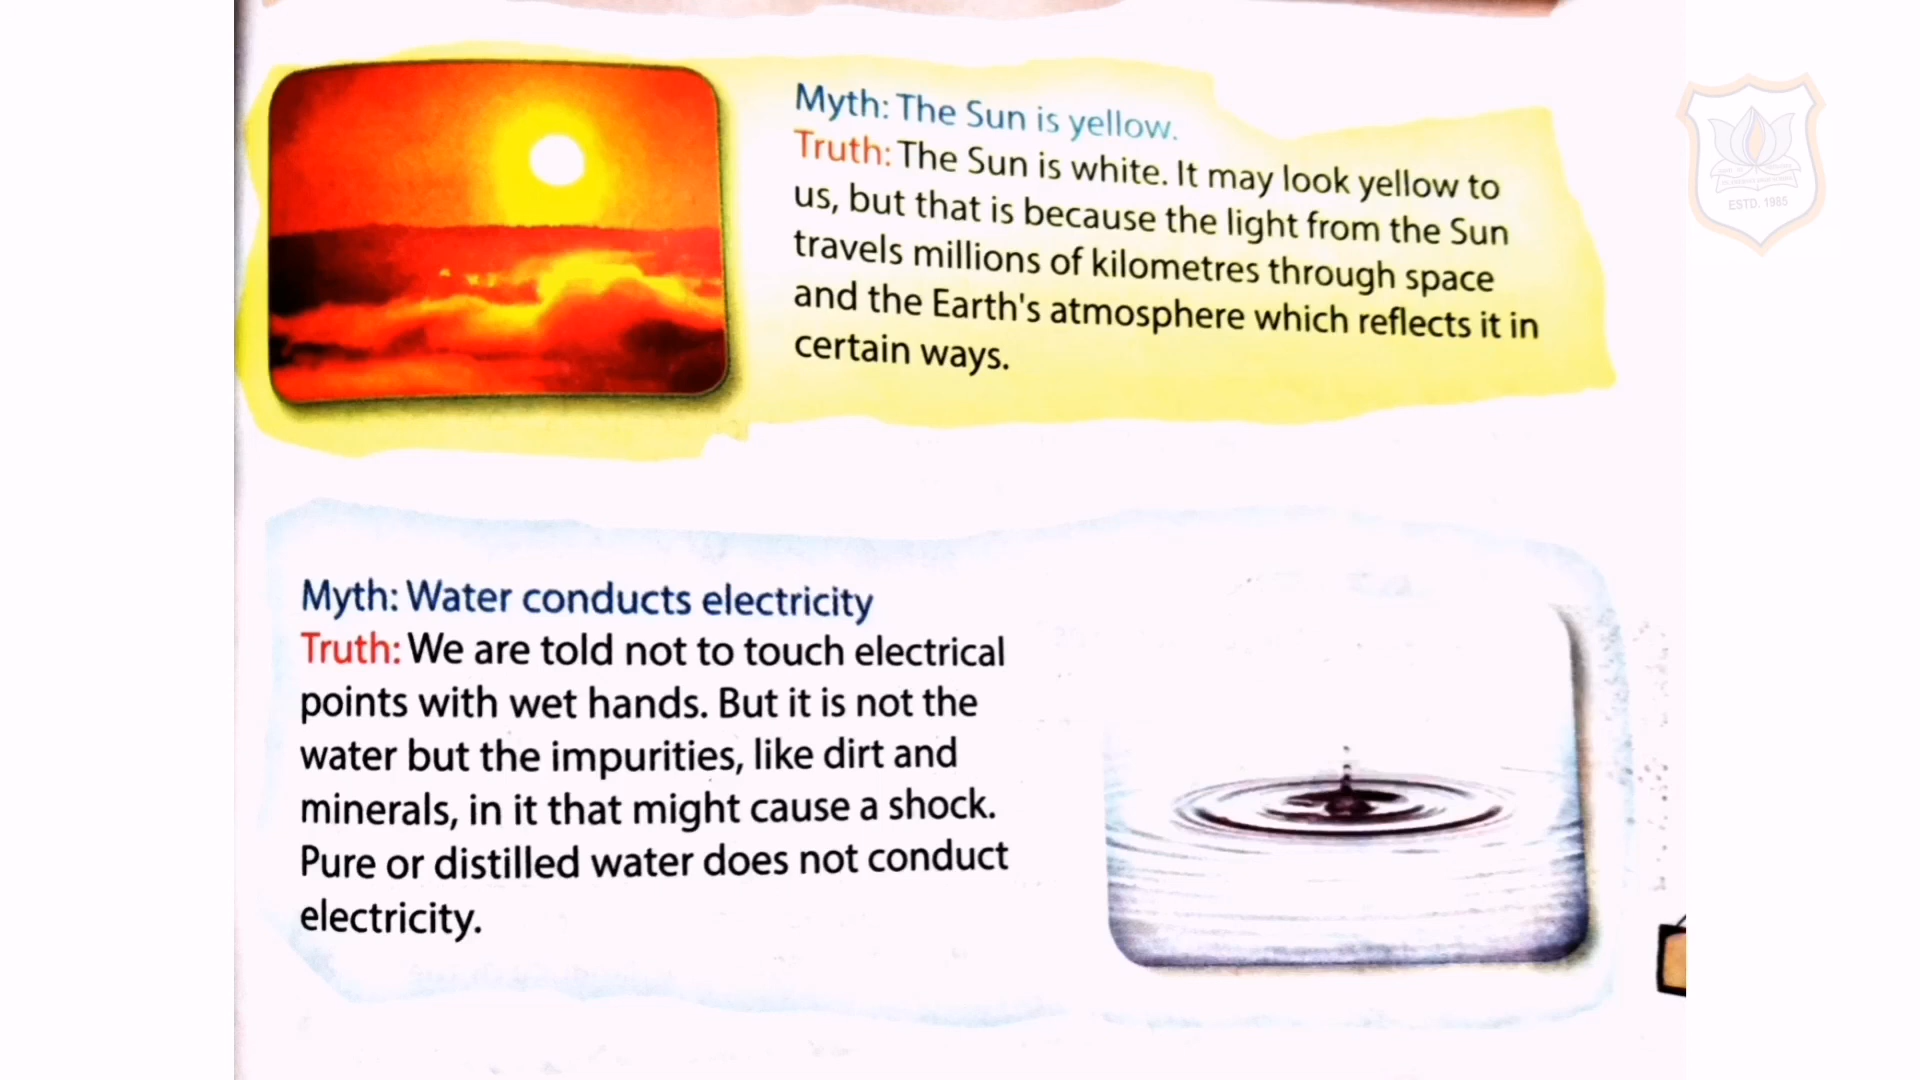 Myth: The Sun is yellow.
Truth: The Sun is white. It may look yellow to
us, but that is because the light from the Sun
travels millions of kilometres through space
and the Earth's atmosphere which reflects it in
certain ways.
ESTD. 1985
Myth: Water conducts electricity
Truth: We are told not to touch electrical
points with wet hands. But it is not the
water but the impurities, like dirt and
minerals, in it that might cause a shock.
Pure or distilled water does not conduct
electricity.